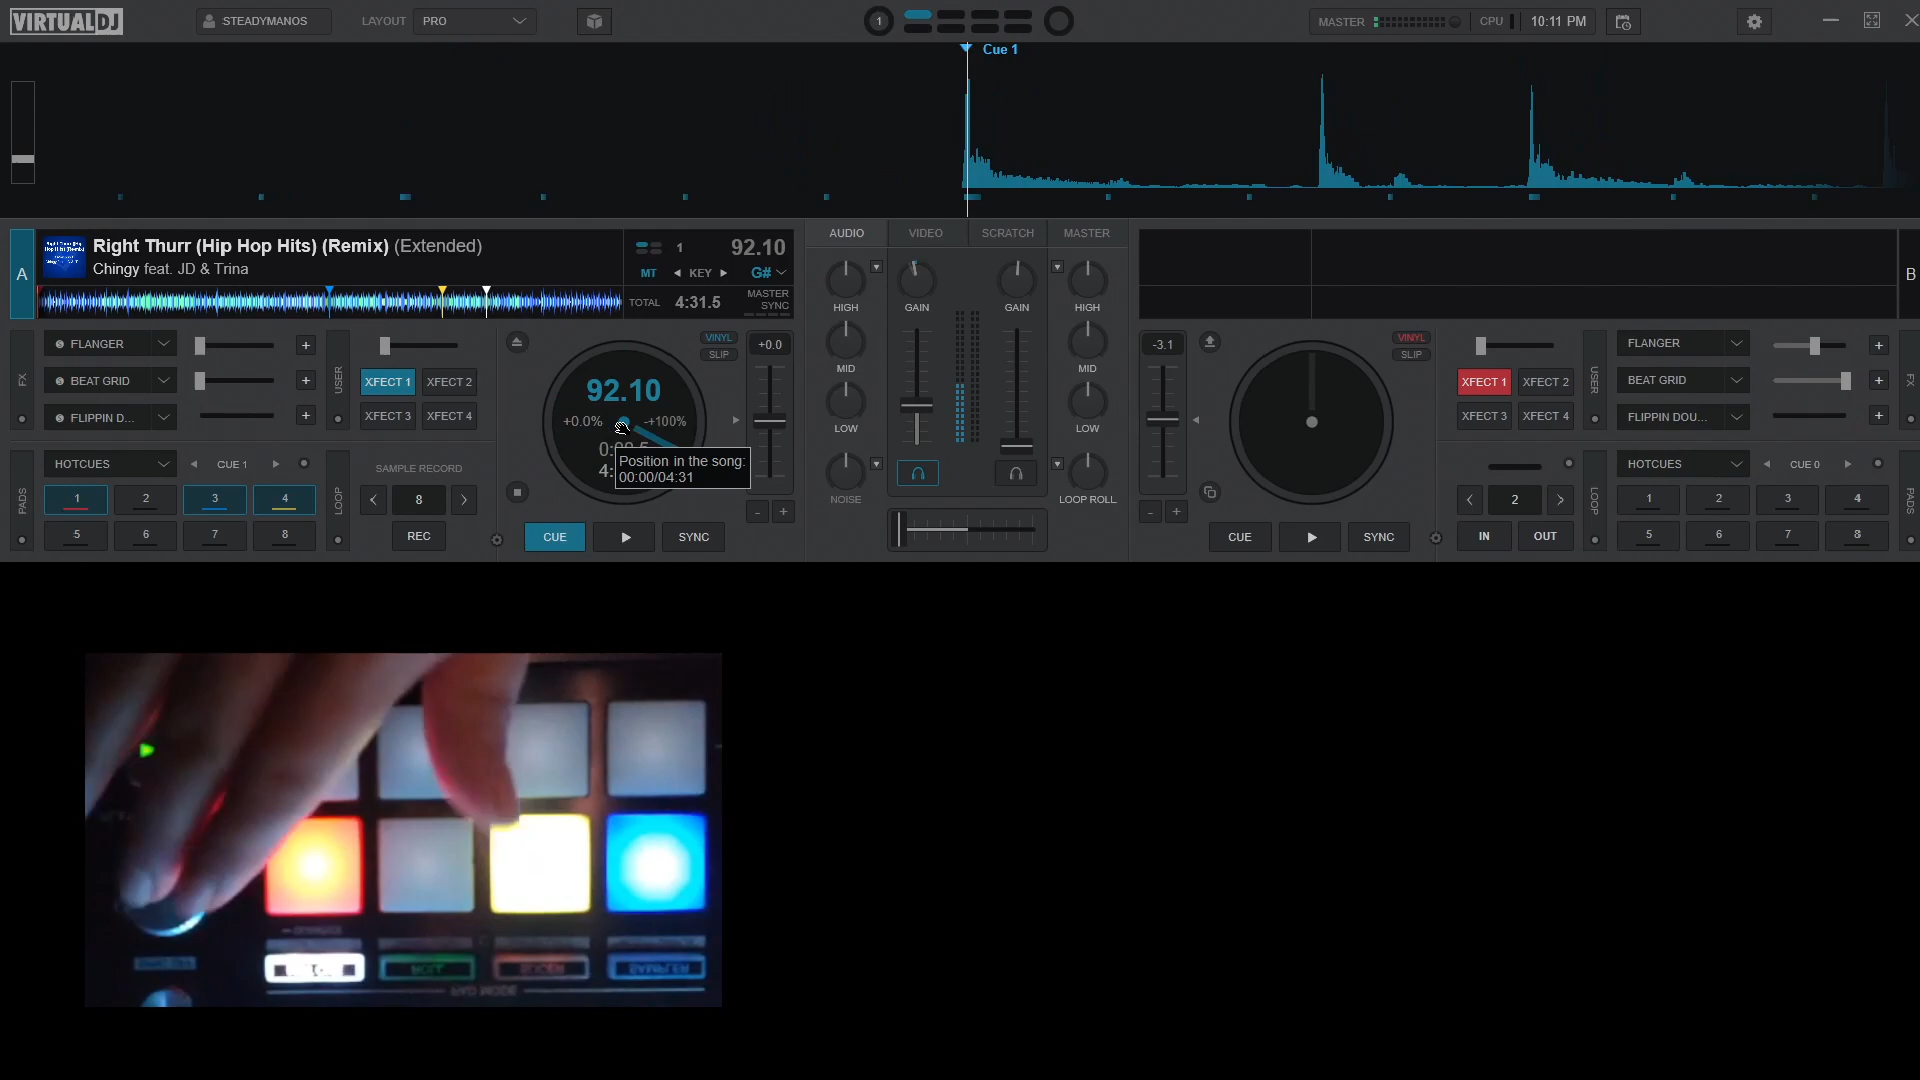 VIRTUALDJ STEADYMANOS LAYOUT PRO 1 MASTER CPU 10:11 PM
Cue 1
A
Right Thurr (Hip Hop Hits) (Remix) (Extended)
Chingy feat. JD & Trina
1 92.10
MT KEY G#
TOTAL 4:31.5 MASTER SYNC
AUDIO VIDEO SCRATCH MASTER
B
FX
FLANGER
BEAT GRID
FLIPPIN D...
+
+
+
USER
XFECT 1 XFECT 2
XFECT 3 XFECT 4
VINYL
SLIP
+0.0
92.10
+0.0% -+100%
Position in the song:
00:00/04:31
PADS
HOTCUES CUE 1
1 2 3 4
5 6 7 8
LOOP
SAMPLE RECORD
8
REC
CUE SYNC
- +
HIGH GAIN GAIN HIGH
MID MID
LOW LOW
NOISE LOOP ROLL
-3.1
VINYL
SLIP
- +
CUE SYNC
XFECT 1 XFECT 2
XFECT 3 XFECT 4
USER
FLANGER
BEAT GRID
FLIPPIN DOU...
+
+
+
FX
2
IN OUT
LOOP
HOTCUES CUE 0
1 2 3 4
5 6 7 8
PADS
ROLL SLICER SAMPLER
PAD MODE